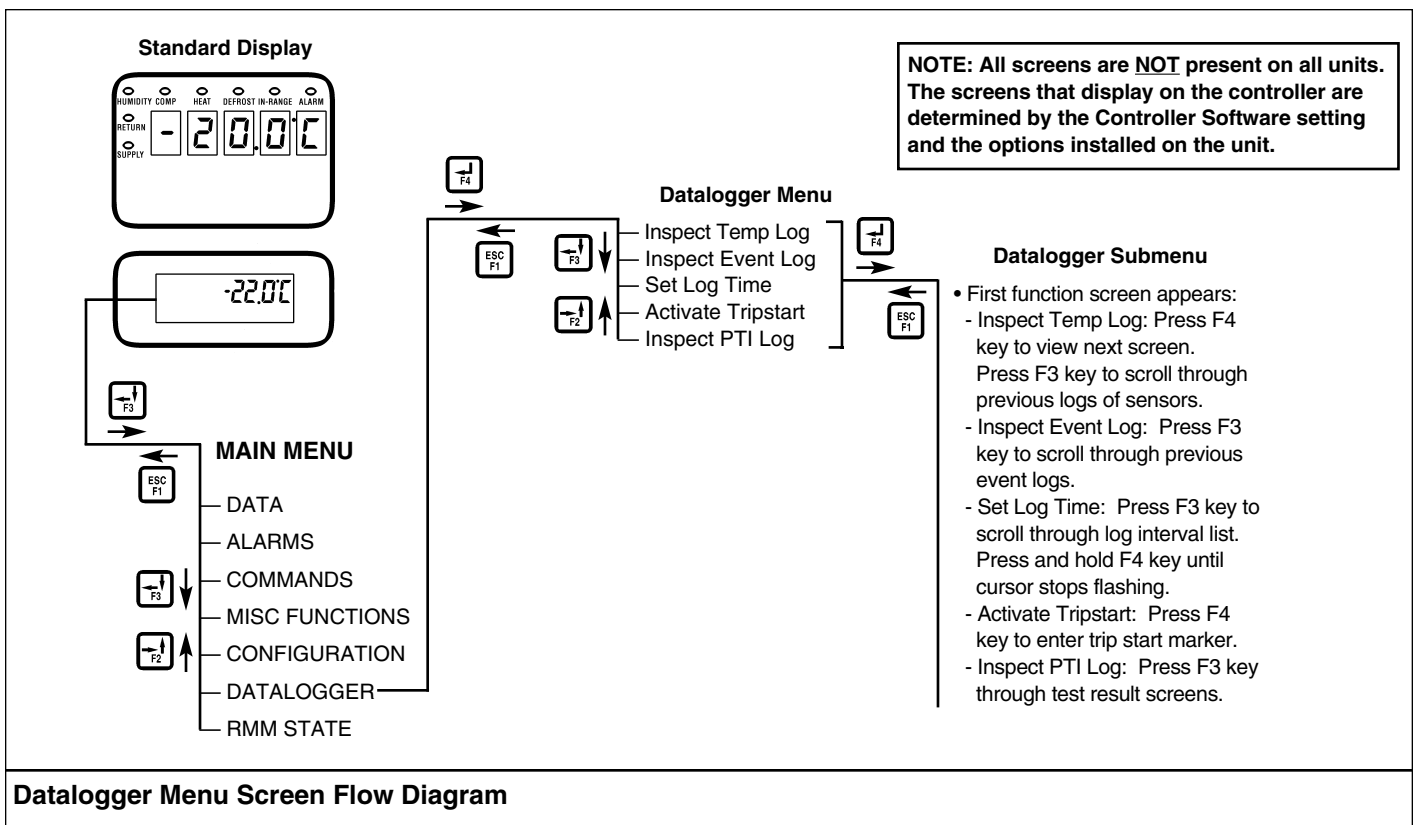 Standard Display
HUMIDITY COMP HEAT DEFROST IN-RANGE ALARM
RETURN
SUPPLY
-20.0°C
-22.0°C
F3
ESC
F1
MAIN MENU
DATA
ALARMS
COMMANDS
MISC FUNCTIONS
CONFIGURATION
DATALOGGER
RMM STATE
F3
F2
F4
ESC
F1
Datalogger Menu
Inspect Temp Log
Inspect Event Log
Set Log Time
Activate Tripstart
Inspect PTI Log
F3
F2
F4
ESC
F1
NOTE: All screens are NOT present on all units.
The screens that display on the controller are
determined by the Controller Software setting
and the options installed on the unit.
Datalogger Submenu
• First function screen appears:
- Inspect Temp Log: Press F4
key to view next screen.
Press F3 key to scroll through
previous logs of sensors.
- Inspect Event Log: Press F3
key to scroll through previous
event logs.
- Set Log Time: Press F3 key to
scroll through log interval list.
Press and hold F4 key until
cursor stops flashing.
- Activate Tripstart: Press F4
key to enter trip start marker.
- Inspect PTI Log: Press F3 key
through test result screens.
Datalogger Menu Screen Flow Diagram